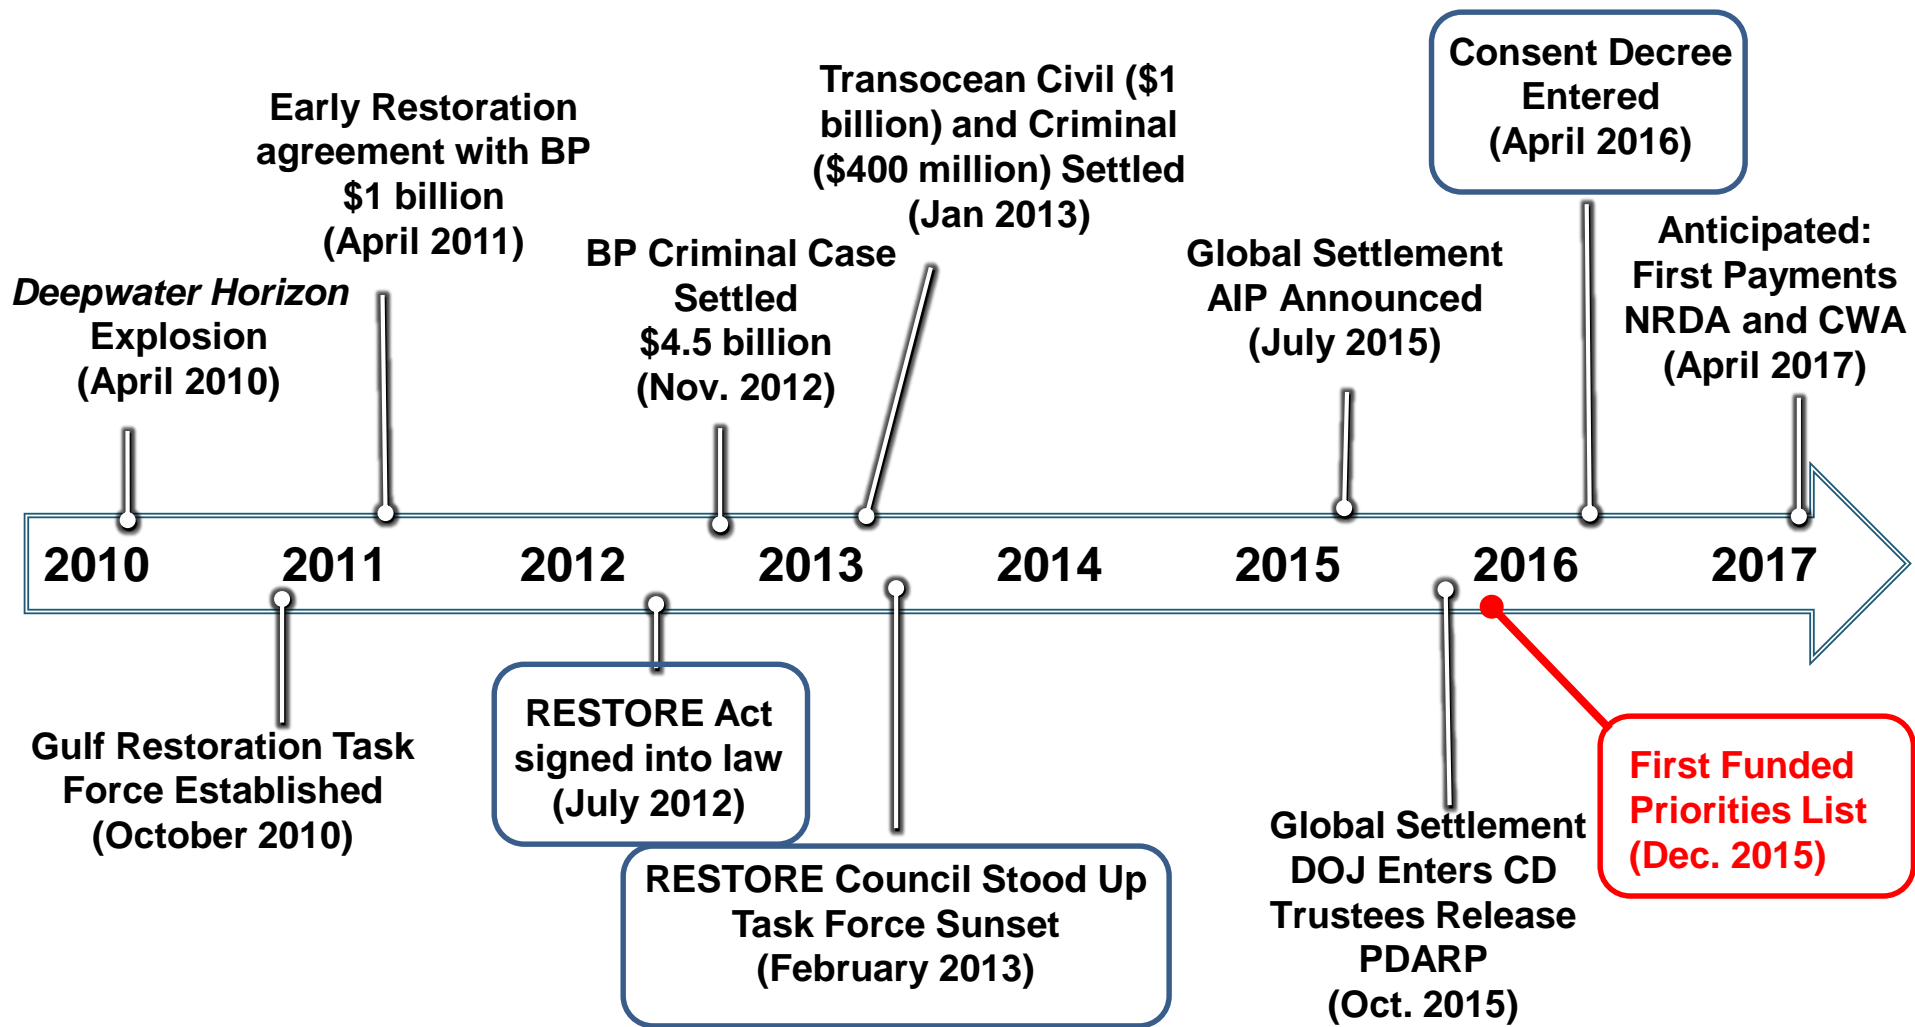 Deepwater Horizon
Explosion
(April 2010)
Early Restoration
agreement with BP
$1 billion
(April 2011)
BP Criminal Case
Settled
$4.5 billion
(Nov. 2012)
Transocean Civil ($1
billion) and Criminal
($400 million) Settled
(Jan 2013)
Global Settlement
AIP Announced
(July 2015)
Consent Decree
Entered
(April 2016)
Anticipated:
First Payments
NRDA and CWA
(April 2017)
2010 2011 2012 2013 2014 2015 2016 2017
Gulf Restoration Task
Force Established
(October 2010)
RESTORE Act
signed into law
(July 2012)
RESTORE Council Stood Up
Task Force Sunset
(February 2013)
Global Settlement
DOJ Enters CD
Trustees Release
PDARP
(Oct. 2015)
First Funded
Priorities List
(Dec. 2015)